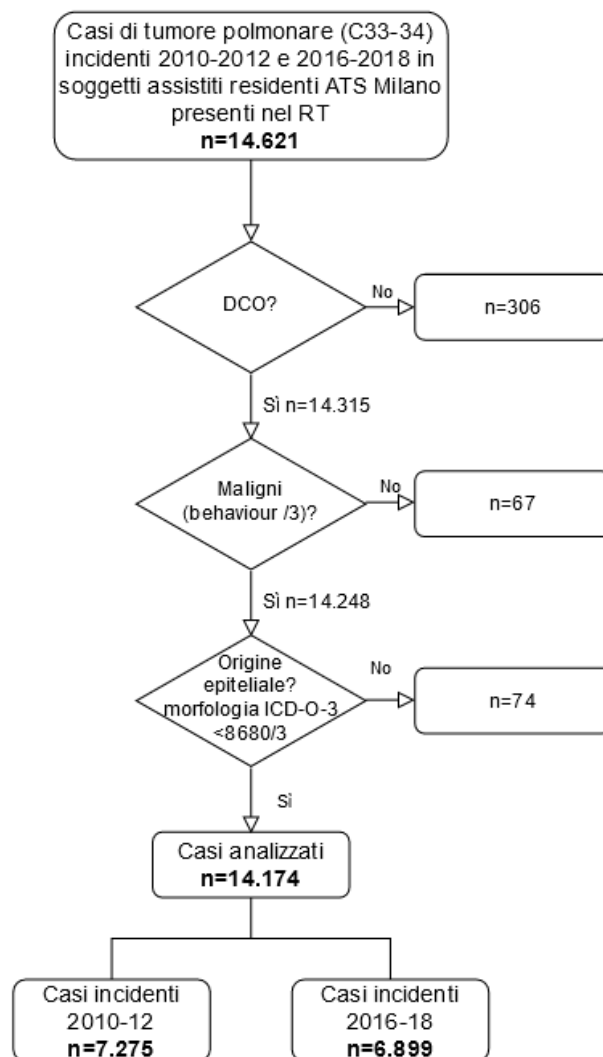 Casi di tumore polmonare (C33-34)
incidenti 2010-2012 e 2016-2018 in
soggetti assistiti residenti ATS Milano
presenti nel RT
n=14.621
DCO?
No
n=306
Sì n=14.315
Maligni
(behaviour /3)?
No
n=67
Sì n=14.248
Origine
epiteliale?
morfologia ICD-O-3
<8680/3
No
n=74
Sì
Casi analizzati
n=14.174
Casi incidenti
2010-12
n=7.275
Casi incidenti
2016-18
n=6.899